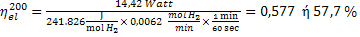 η_el^200 = 14,42 Watt / (241.826 J/mol H₂ × 0,0062 mol H₂/min × 1 min/60 sec) = 0,577 ή 57,7 %